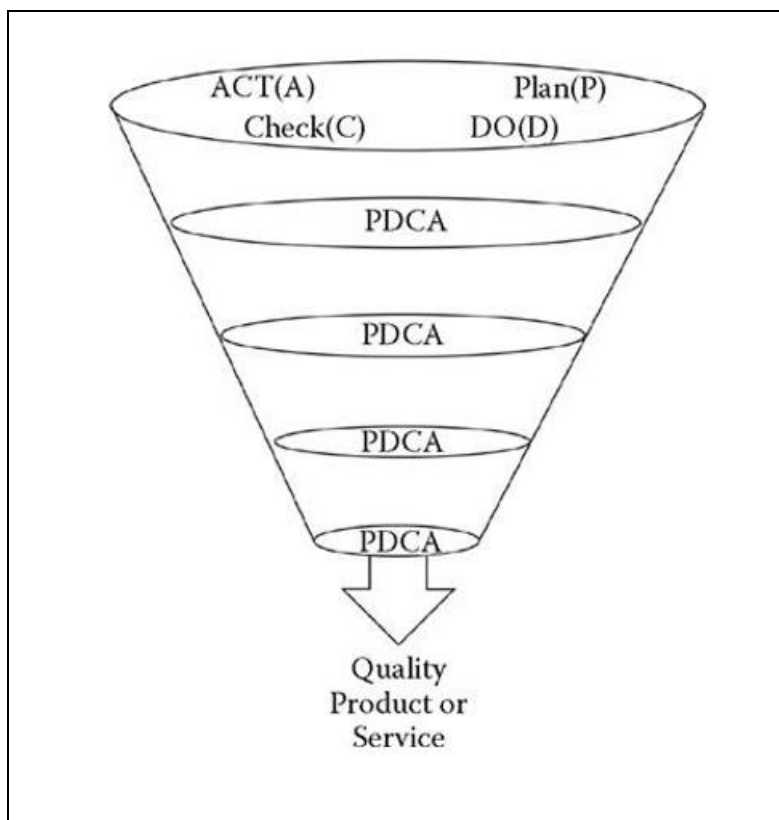 ACT(A) Plan(P)
Check(C) DO(D)
PDCA
PDCA
PDCA
PDCA
Quality
Product or
Service